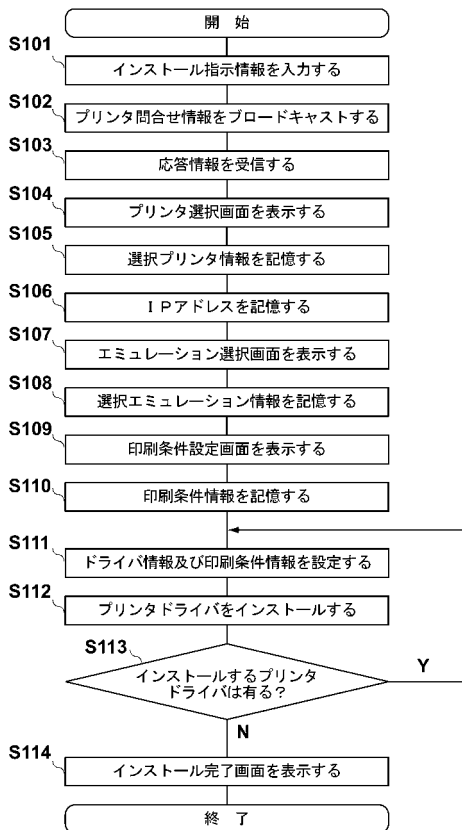 開 始
S101
インストール指示情報を入力する
S102
プリンタ問合せ情報をブロードキャストする
S103
応答情報を受信する
S104
プリンタ選択画面を表示する
S105
選択プリンタ情報を記憶する
S106
IPアドレスを記憶する
S107
エミュレーション選択画面を表示する
S108
選択エミュレーション情報を記憶する
S109
印刷条件設定画面を表示する
S110
印刷条件情報を記憶する
S111
ドライバ情報及び印刷条件情報を設定する
S112
プリンタドライバをインストールする
S113
インストールするプリンタ
ドライバは有る?
Y
N
S114
インストール完了画面を表示する
終 了